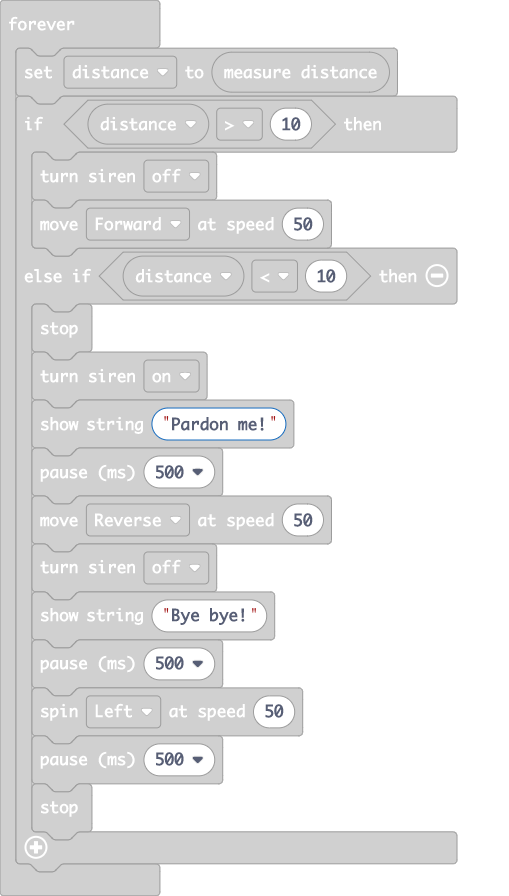 forever
set distance to measure distance
if distance > 10 then
turn siren off
move Forward at speed 50
else if distance < 10 then
stop
turn siren on
show string "Pardon me!"
pause (ms) 500
move Reverse at speed 50
turn siren off
show string "Bye bye!"
pause (ms) 500
spin Left at speed 50
pause (ms) 500
stop